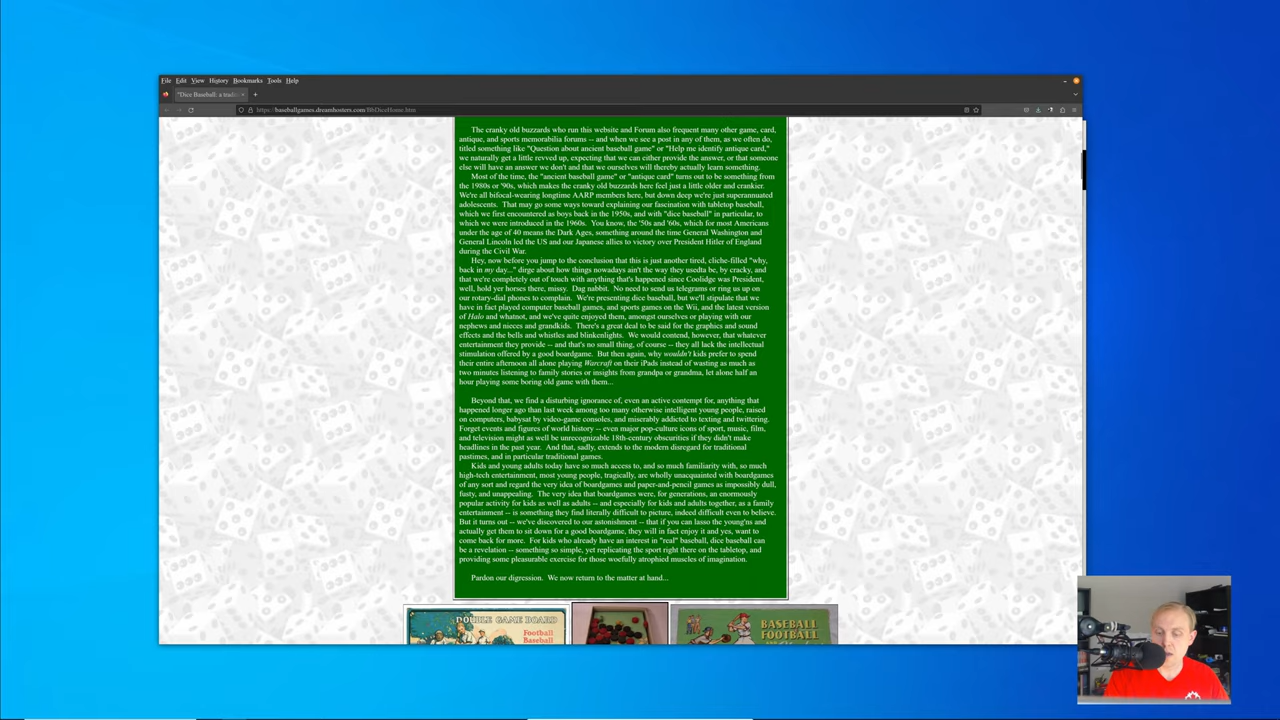 File Edit View History Bookmarks Tools Help
"Dice Baseball: a tradi
https://baseballgames.dreamhosters.com/BbDiceHome.htm
The cranky old buzzards who run this website and Forum also frequent many other game, card,
antique, and sports memorabilia forums -- and when we see a post in any of them, as we often do,
titled something like "Question about ancient baseball game" or "Help me identify antique card,"
we naturally get a little revved up, expecting that we can either provide the answer, or that someone
else will have an answer we don't and that we ourselves will thereby actually learn something.
Most of the time, the "ancient baseball game" or "antique card" turns out to be something from
the 1980s or '90s, which makes the cranky old buzzards here feel just a little older and crankier.
We're all bifocal-wearing longtime AARP members here, but down deep we're just superannuated
adolescents. That may go some ways toward explaining our fascination with tabletop baseball,
which we first encountered as boys back in the 1950s, and with "dice baseball" in particular, to
which we were introduced in the 1960s. You know, the '50s and '60s, which for most Americans
under the age of 40 means the Dark Ages, something around the time General Washington and
General Lincoln led the US and our Japanese allies to victory over President Hitler of England
during the Civil War.
Hey, now before you jump to the conclusion that this is just another tired, cliche-filled "why,
back in my day..." dirge about how things nowadays ain't the way they usedta be, by cracky, and
that we're completely out of touch with anything that's happened since Coolidge was President,
well, hold yer horses there, missy. Dag nabbit. No need to send us telegrams or ring us up on
our rotary-dial phones to complain. We're presenting dice baseball, but we'll stipulate that we
have in fact played computer baseball games, and sports games on the Wii, and the latest version
of Halo and whatnot, and we've quite enjoyed them, amongst ourselves or playing with our
nephews and nieces and grandkids. There's a great deal to be said for the graphics and sound
effects and the bells and whistles and blinkenlights. We would contend, however, that whatever
entertainment they provide -- and that's no small thing, of course -- they all lack the intellectual
stimulation offered by a good boardgame. But then again, why wouldn't kids prefer to spend
their entire afternoon all alone playing Warcraft on their iPads instead of wasting as much as
two minutes listening to family stories or insights from grandpa or grandma, let alone half an
hour playing some boring old game with them...
Beyond that, we find a disturbing ignorance of, even an active contempt for, anything that
happened longer ago than last week among too many otherwise intelligent young people, raised
on computers, babysat by video-game consoles, and miserably addicted to texting and twittering.
Forget events and figures of world history -- even major pop-culture icons of sport, music, film,
and television might as well be unrecognizable 18th-century obscurities if they didn't make
headlines in the past year. And that, sadly, extends to the modern disregard for traditional
pastimes, and in particular traditional games.
Kids and young adults today have so much access to, and so much familiarity with, so much
high-tech entertainment, most young people, tragically, are wholly unacquainted with boardgames
of any sort and regard the very idea of boardgames and paper-and-pencil games as impossibly dull,
fusty, and unappealing. The very idea that boardgames were, for generations, an enormously
popular activity for kids as well as adults -- and especially for kids and adults together, as a family
entertainment -- is something they find literally difficult to picture, indeed difficult even to believe.
But it turns out -- we've discovered to our astonishment -- that if you can lasso the young'ns and
actually get them to sit down for a good boardgame, they will in fact enjoy it and yes, want to
come back for more. For kids who already have an interest in "real" baseball, dice baseball can
be a revelation -- something so simple, yet replicating the sport right there on the tabletop, and
providing some pleasurable exercise for those woefully atrophied muscles of imagination.
Pardon our digression. We now return to the matter at hand...
DOUBLE GAME BOARD
Football
Baseball
BASEBALL
FOOTBALL